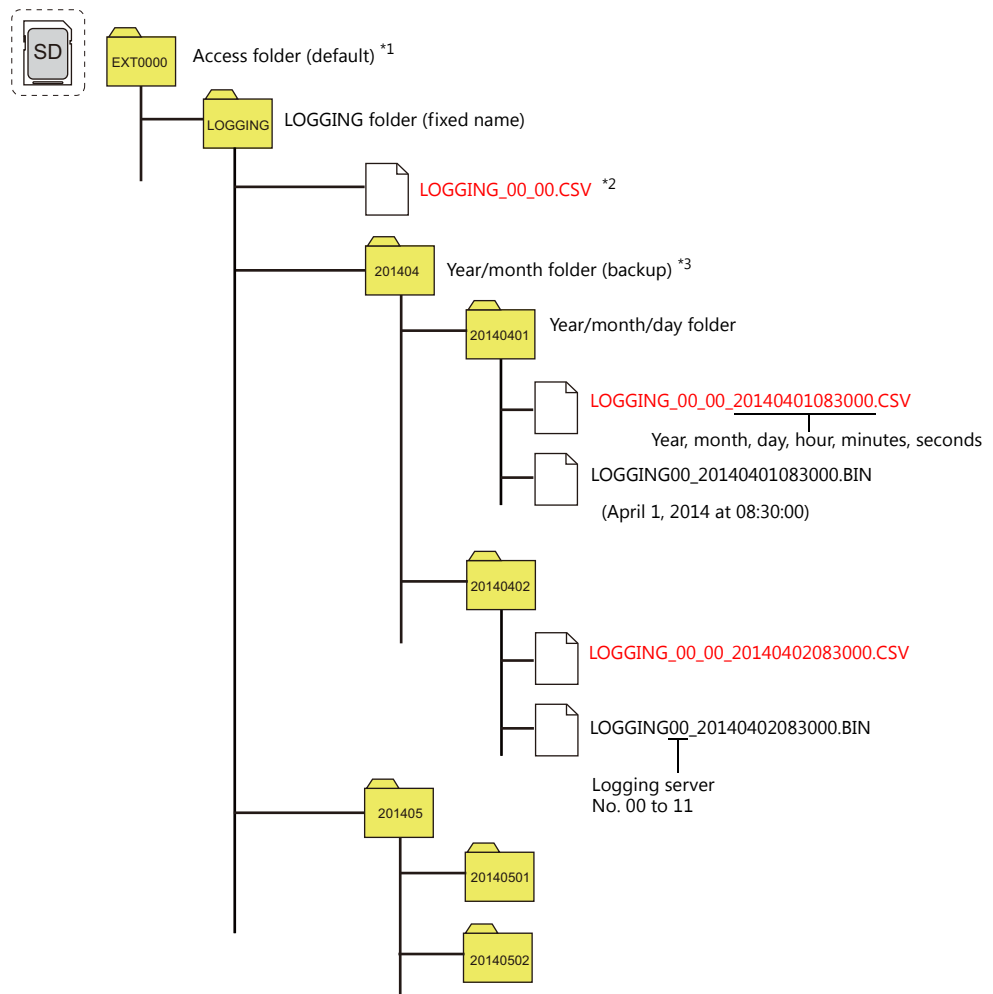 SD
EXT0000
Access folder (default) *1
LOGGING
LOGGING folder (fixed name)
LOGGING_00_00.CSV *2
201404
Year/month folder (backup) *3
20140401
Year/month/day folder
LOGGING_00_00_20140401083000.CSV
Year, month, day, hour, minutes, seconds
LOGGING00_20140401083000.BIN
(April 1, 2014 at 08:30:00)
20140402
LOGGING_00_00_20140402083000.CSV
LOGGING00_20140402083000.BIN
Logging server
No. 00 to 11
201405
20140501
20140502